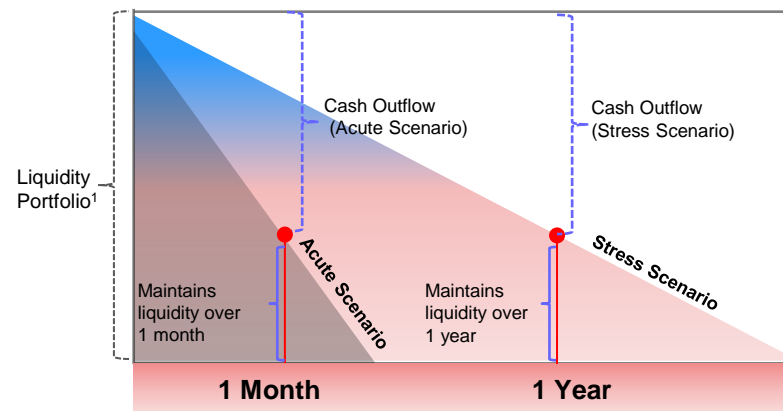 Cash Outflow
(Acute Scenario)
Cash Outflow
(Stress Scenario)
Liquidity
Portfolio¹
Acute Scenario
Stress Scenario
Maintains
liquidity over
1 month
Maintains
liquidity over
1 year
1 Month
1 Year